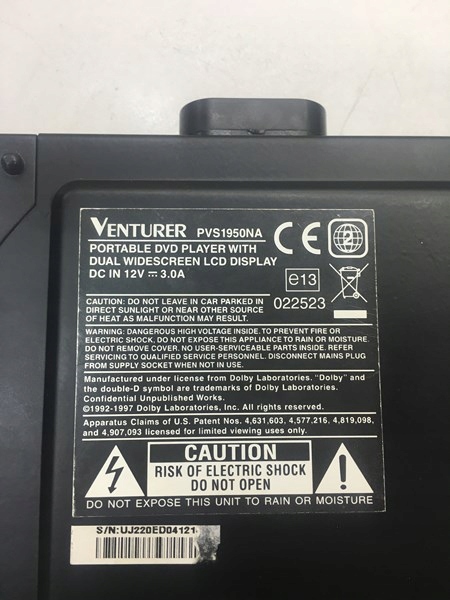 VENTURER PVS1950NA
PORTABLE DVD PLAYER WITH
DUAL WIDESCREEN LCD DISPLAY
DC IN 12V ⎓ 3.0A
CE
2
e13
022523
CAUTION: DO NOT LEAVE IN CAR PARKED IN
DIRECT SUNLIGHT OR NEAR OTHER SOURCE
OF HEAT AS MALFUNCTION MAY RESULT.
WARNING: DANGEROUS HIGH VOLTAGE INSIDE. TO PREVENT FIRE OR
ELECTRIC SHOCK. DO NOT EXPOSE THIS APPLIANCE TO RAIN OR MOISTURE.
DO NOT REMOVE COVER. NO USER-SERVICEABLE PARTS INSIDE. REFER
SERVICING TO QUALIFIED SERVICE PERSONNEL. DISCONNECT MAINS PLUG
FROM SUPPLY SOCKET WHEN NOT IN USE.
Manufactured under license from Dolby Laboratories. "Dolby" and
the double-D symbol are trademarks of Dolby Laboratories.
Confidential Unpublished Works.
©1992-1997 Dolby Laboratories, Inc. All rights reserved.
Apparatus Claims of U.S. Patent Nos. 4,631,603, 4,577,216, 4,819,098,
and 4,907,093 licensed for limited viewing uses only.
CAUTION
RISK OF ELECTRIC SHOCK
DO NOT OPEN
DO NOT EXPOSE THIS UNIT TO RAIN OR MOISTURE
S/N:UJ220ED04121